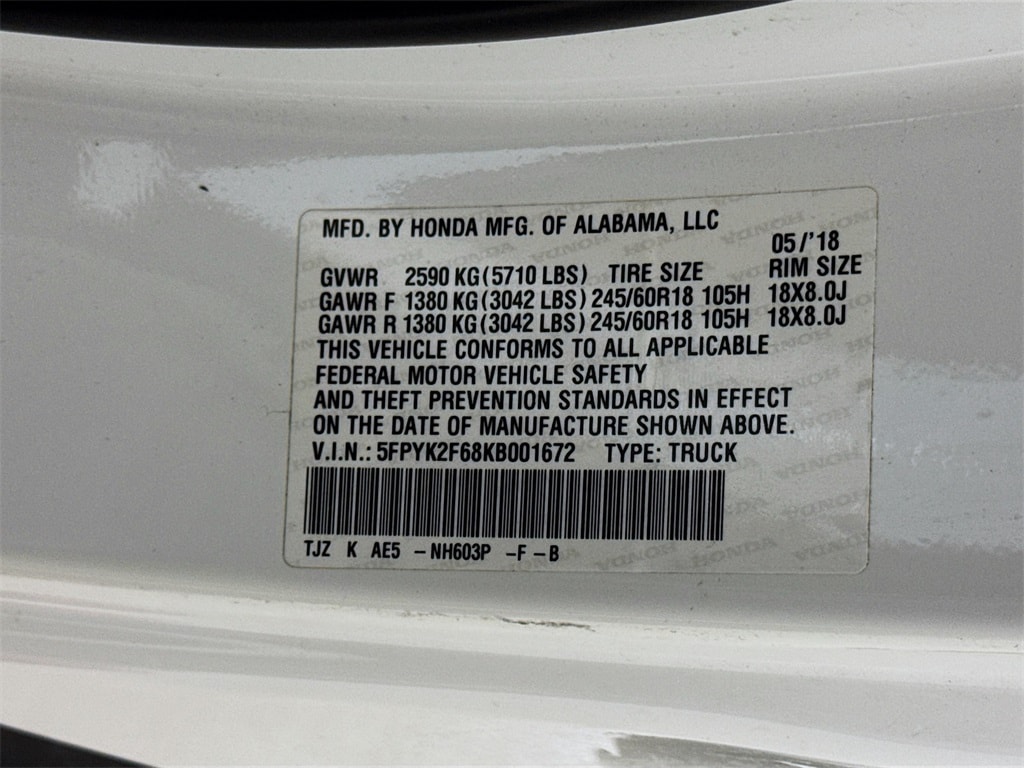 MFD. BY HONDA MFG. OF ALABAMA, LLC
05/'18
GVWR 2590 KG (5710 LBS) TIRE SIZE RIM SIZE
GAWR F 1380 KG (3042 LBS) 245/60R18 105H 18X8.0J
GAWR R 1380 KG (3042 LBS) 245/60R18 105H 18X8.0J
THIS VEHICLE CONFORMS TO ALL APPLICABLE
FEDERAL MOTOR VEHICLE SAFETY
AND THEFT PREVENTION STANDARDS IN EFFECT
ON THE DATE OF MANUFACTURE SHOWN ABOVE.
V.I.N.: 5FPYK2F68KB001672 TYPE: TRUCK
TJZ K AE5 - NH603P - F - B